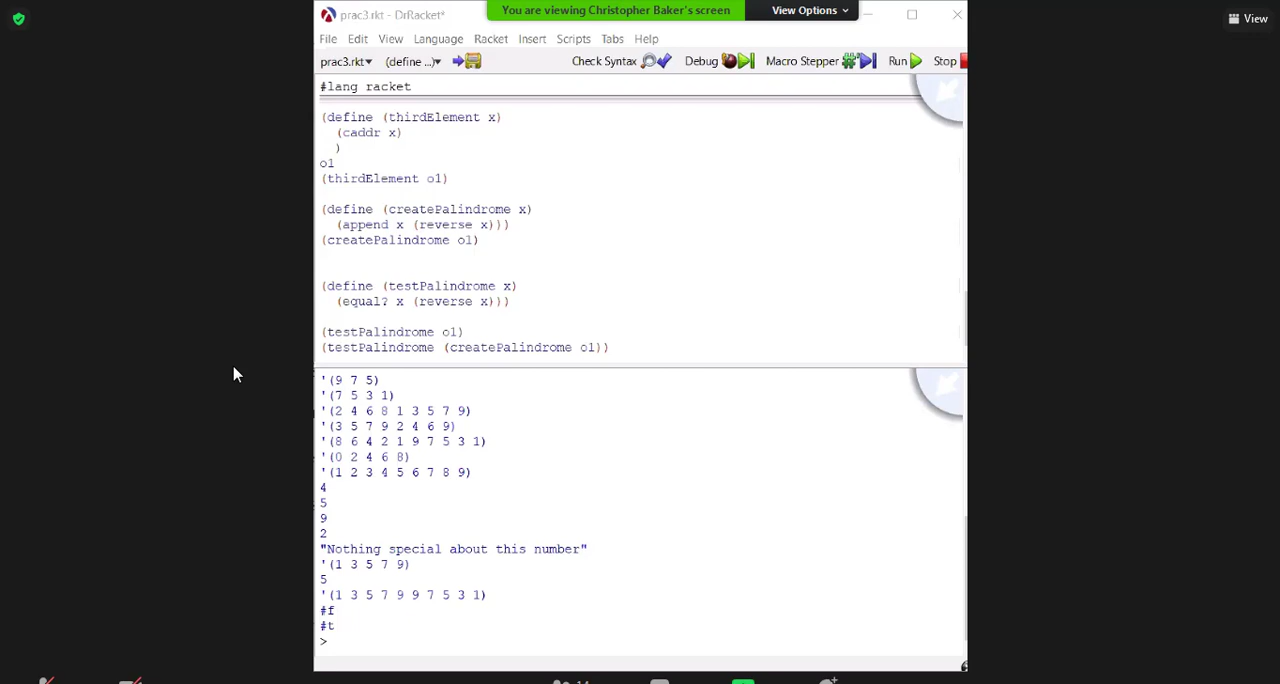 prac3.rkt - DrRacket*
You are viewing Christopher Baker's screen
View Options
View
File Edit View Language Racket Insert Scripts Tabs Help
prac3.rkt (define ...) Check Syntax Debug Macro Stepper Run Stop
#lang racket
(define (thirdElement x)
(caddr x)
)
o1
(thirdElement o1)
(define (createPalindrome x)
(append x (reverse x)))
(createPalindrome o1)
(define (testPalindrome x)
(equal? x (reverse x)))
(testPalindrome o1)
(testPalindrome (createPalindrome o1))
'(9 7 5)
'(7 5 3 1)
'(2 4 6 8 1 3 5 7 9)
'(3 5 7 9 2 4 6 9)
'(8 6 4 2 1 9 7 5 3 1)
'(0 2 4 6 8)
'(1 2 3 4 5 6 7 8 9)
4
5
9
2
"Nothing special about this number"
'(1 3 5 7 9)
5
'(1 3 5 7 9 9 7 5 3 1)
#f
#t
>